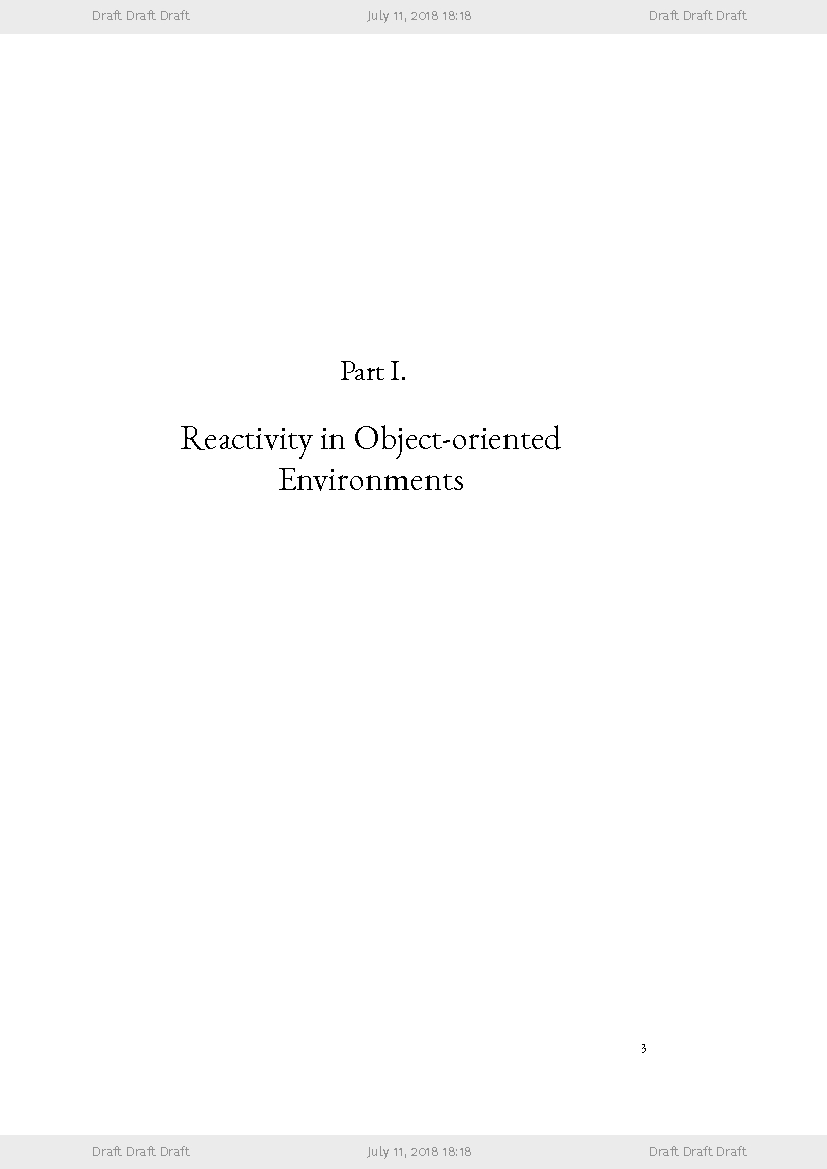 Draft Draft Draft July 11, 2018 18:18 Draft Draft Draft
Part I.
Reactivity in Object-oriented
Environments
3
Draft Draft Draft July 11, 2018 18:18 Draft Draft Draft